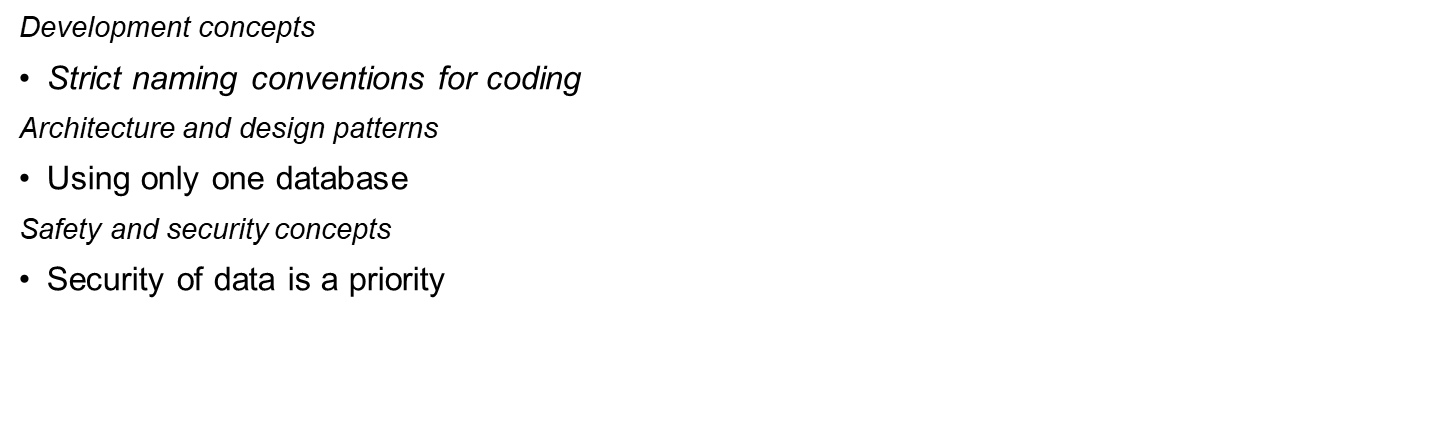 Development concepts
• Strict naming conventions for coding
Architecture and design patterns
• Using only one database
Safety and security concepts
• Security of data is a priority